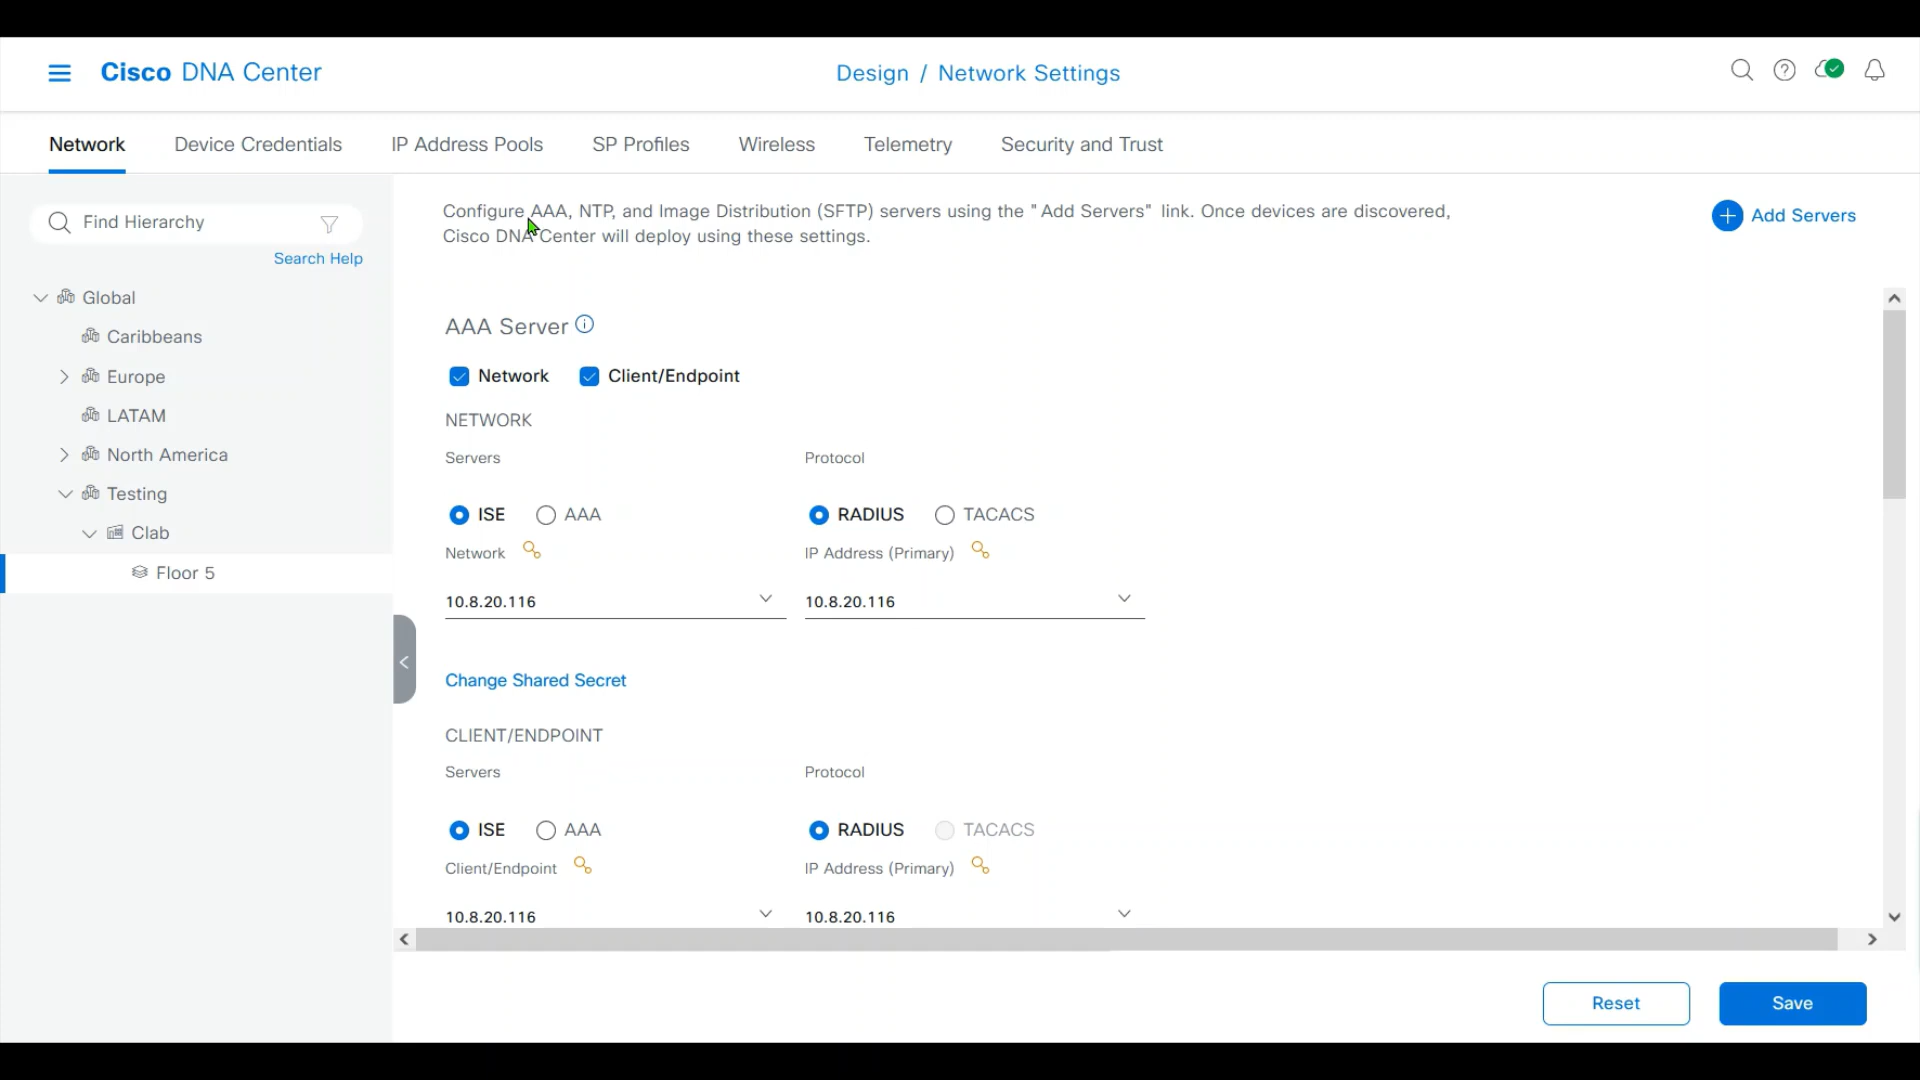 Cisco DNA Center
Design / Network Settings
Network Device Credentials IP Address Pools SP Profiles Wireless Telemetry Security and Trust
Find Hierarchy
Search Help
Global
Caribbeans
Europe
LATAM
North America
Testing
Clab
Floor 5
Configure AAA, NTP, and Image Distribution (SFTP) servers using the "Add Servers" link. Once devices are discovered,
Cisco DNA Center will deploy using these settings.
Add Servers
AAA Server
Network Client/Endpoint
NETWORK
Servers Protocol
ISE AAA RADIUS TACACS
Network IP Address (Primary)
10.8.20.116 10.8.20.116
Change Shared Secret
CLIENT/ENDPOINT
Servers Protocol
ISE AAA RADIUS TACACS
Client/Endpoint IP Address (Primary)
10.8.20.116 10.8.20.116
Reset Save